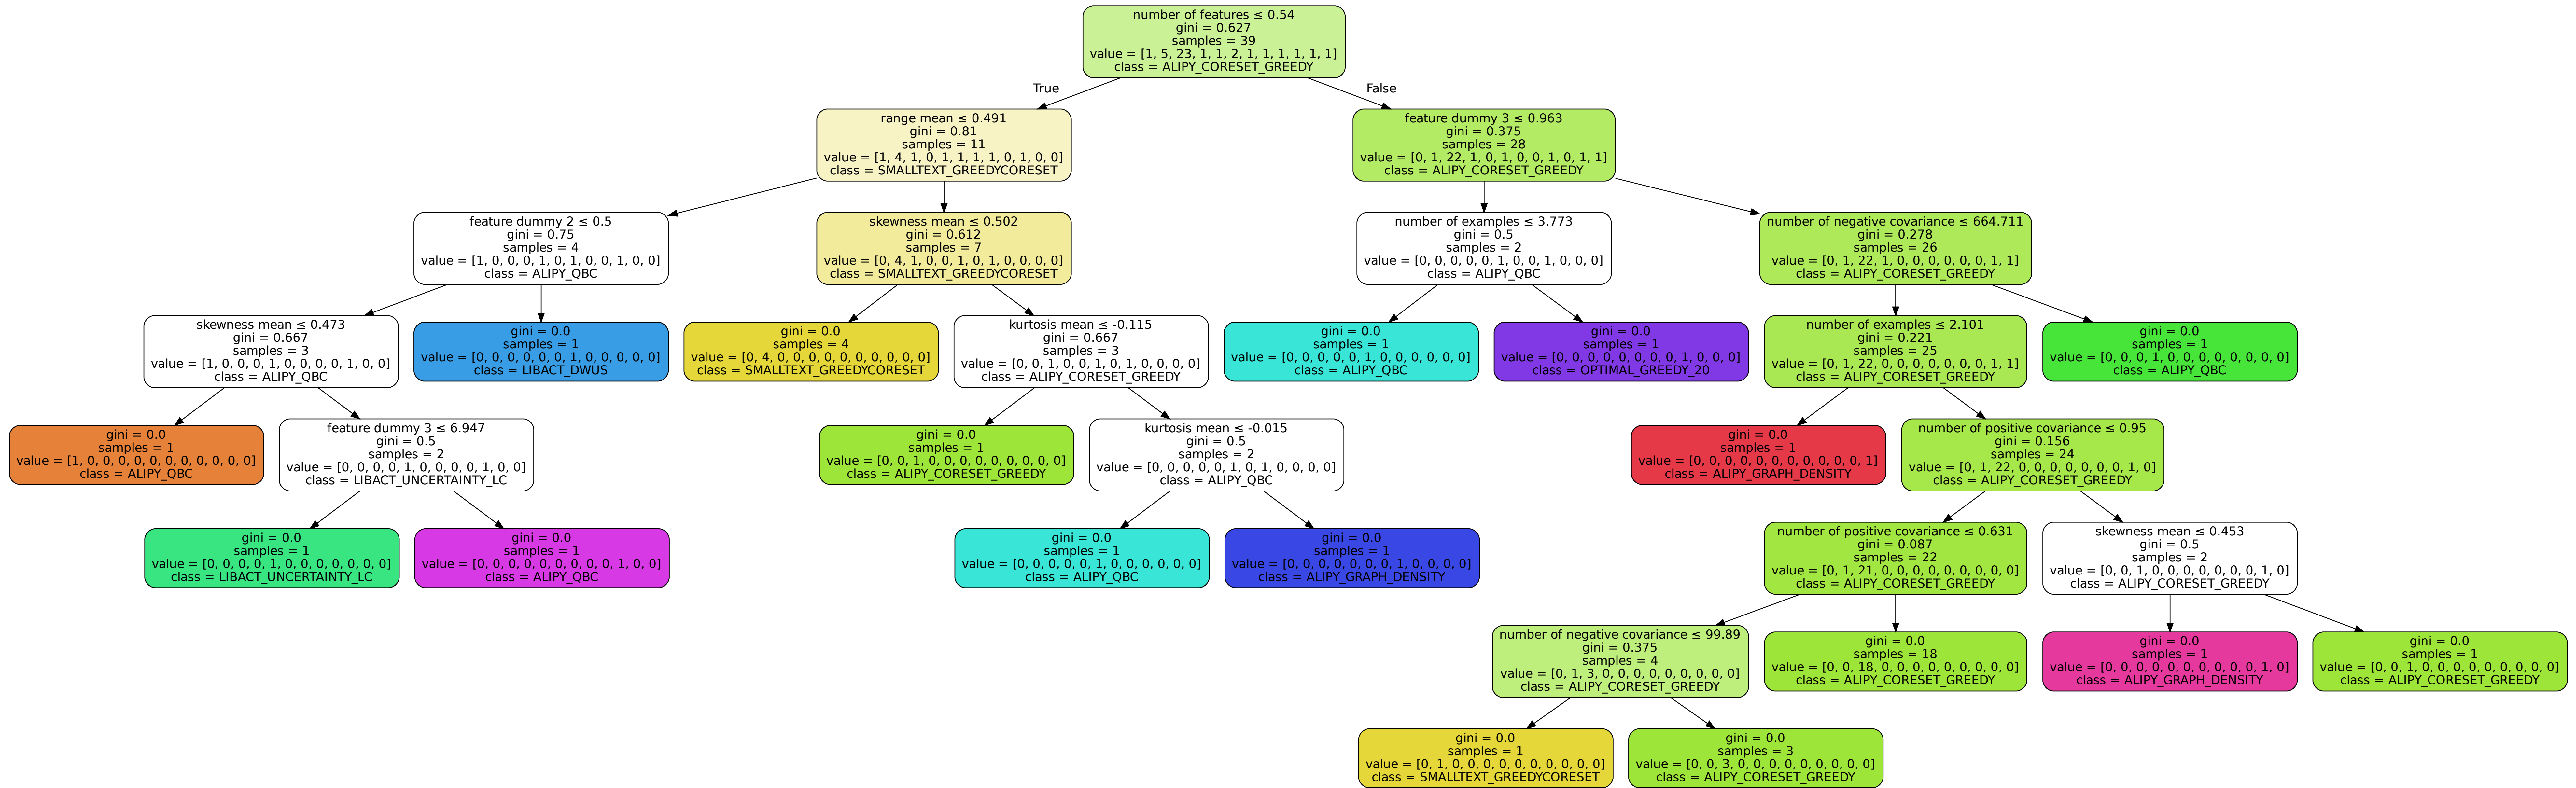 number of features ≤ 0.54
gini = 0.627
samples = 39
value = [1, 5, 23, 1, 1, 2, 1, 1, 1, 1, 1, 1]
class = ALIPY_CORESET_GREEDY
True
False
range mean ≤ 0.491
gini = 0.81
samples = 11
value = [1, 4, 1, 0, 1, 1, 1, 1, 0, 1, 0, 0]
class = SMALLTEXT_GREEDYCORESET
feature dummy 3 ≤ 0.963
gini = 0.375
samples = 28
value = [0, 1, 22, 1, 0, 1, 0, 0, 1, 0, 1, 1]
class = ALIPY_CORESET_GREEDY
feature dummy 2 ≤ 0.5
gini = 0.75
samples = 4
value = [1, 0, 0, 0, 1, 0, 1, 0, 0, 1, 0, 0]
class = ALIPY_QBC
skewness mean ≤ 0.502
gini = 0.612
samples = 7
value = [0, 4, 1, 0, 0, 1, 0, 1, 0, 0, 0, 0]
class = SMALLTEXT_GREEDYCORESET
number of examples ≤ 3.773
gini = 0.5
samples = 2
value = [0, 0, 0, 0, 0, 1, 0, 0, 1, 0, 0, 0]
class = ALIPY_QBC
number of negative covariance ≤ 664.711
gini = 0.278
samples = 26
value = [0, 1, 22, 1, 0, 0, 0, 0, 0, 0, 1, 1]
class = ALIPY_CORESET_GREEDY
skewness mean ≤ 0.473
gini = 0.667
samples = 3
value = [1, 0, 0, 0, 1, 0, 0, 0, 0, 1, 0, 0]
class = ALIPY_QBC
gini = 0.0
samples = 1
value = [0, 0, 0, 0, 0, 0, 1, 0, 0, 0, 0, 0]
class = LIBACT_DWUS
gini = 0.0
samples = 4
value = [0, 4, 0, 0, 0, 0, 0, 0, 0, 0, 0, 0]
class = SMALLTEXT_GREEDYCORESET
kurtosis mean ≤ -0.115
gini = 0.667
samples = 3
value = [0, 0, 1, 0, 0, 1, 0, 1, 0, 0, 0, 0]
class = ALIPY_CORESET_GREEDY
gini = 0.0
samples = 1
value = [0, 0, 0, 0, 0, 1, 0, 0, 0, 0, 0, 0]
class = ALIPY_QBC
gini = 0.0
samples = 1
value = [0, 0, 0, 0, 0, 0, 0, 0, 1, 0, 0, 0]
class = OPTIMAL_GREEDY_20
number of examples ≤ 2.101
gini = 0.221
samples = 25
value = [0, 1, 22, 0, 0, 0, 0, 0, 0, 0, 1, 1]
class = ALIPY_CORESET_GREEDY
gini = 0.0
samples = 1
value = [0, 0, 0, 1, 0, 0, 0, 0, 0, 0, 0, 0]
class = ALIPY_QBC
gini = 0.0
samples = 1
value = [1, 0, 0, 0, 0, 0, 0, 0, 0, 0, 0, 0]
class = ALIPY_QBC
feature dummy 3 ≤ 6.947
gini = 0.5
samples = 2
value = [0, 0, 0, 0, 1, 0, 0, 0, 0, 1, 0, 0]
class = LIBACT_UNCERTAINTY_LC
gini = 0.0
samples = 1
value = [0, 0, 1, 0, 0, 0, 0, 0, 0, 0, 0, 0]
class = ALIPY_CORESET_GREEDY
kurtosis mean ≤ -0.015
gini = 0.5
samples = 2
value = [0, 0, 0, 0, 0, 1, 0, 1, 0, 0, 0, 0]
class = ALIPY_QBC
gini = 0.0
samples = 1
value = [0, 0, 0, 0, 0, 0, 0, 0, 0, 0, 0, 1]
class = ALIPY_GRAPH_DENSITY
number of positive covariance ≤ 0.95
gini = 0.156
samples = 24
value = [0, 1, 22, 0, 0, 0, 0, 0, 0, 0, 1, 0]
class = ALIPY_CORESET_GREEDY
gini = 0.0
samples = 1
value = [0, 0, 0, 0, 1, 0, 0, 0, 0, 0, 0, 0]
class = LIBACT_UNCERTAINTY_LC
gini = 0.0
samples = 1
value = [0, 0, 0, 0, 0, 0, 0, 0, 0, 1, 0, 0]
class = ALIPY_QBC
gini = 0.0
samples = 1
value = [0, 0, 0, 0, 0, 1, 0, 0, 0, 0, 0, 0]
class = ALIPY_QBC
gini = 0.0
samples = 1
value = [0, 0, 0, 0, 0, 0, 0, 1, 0, 0, 0, 0]
class = ALIPY_GRAPH_DENSITY
number of positive covariance ≤ 0.631
gini = 0.087
samples = 22
value = [0, 1, 21, 0, 0, 0, 0, 0, 0, 0, 0, 0]
class = ALIPY_CORESET_GREEDY
skewness mean ≤ 0.453
gini = 0.5
samples = 2
value = [0, 0, 1, 0, 0, 0, 0, 0, 0, 0, 1, 0]
class = ALIPY_CORESET_GREEDY
number of negative covariance ≤ 99.89
gini = 0.375
samples = 4
value = [0, 1, 3, 0, 0, 0, 0, 0, 0, 0, 0, 0]
class = ALIPY_CORESET_GREEDY
gini = 0.0
samples = 18
value = [0, 0, 18, 0, 0, 0, 0, 0, 0, 0, 0, 0]
class = ALIPY_CORESET_GREEDY
gini = 0.0
samples = 1
value = [0, 0, 0, 0, 0, 0, 0, 0, 0, 0, 1, 0]
class = ALIPY_GRAPH_DENSITY
gini = 0.0
samples = 1
value = [0, 0, 1, 0, 0, 0, 0, 0, 0, 0, 0, 0]
class = ALIPY_CORESET_GREEDY
gini = 0.0
samples = 1
value = [0, 1, 0, 0, 0, 0, 0, 0, 0, 0, 0, 0]
class = SMALLTEXT_GREEDYCORESET
gini = 0.0
samples = 3
value = [0, 0, 3, 0, 0, 0, 0, 0, 0, 0, 0, 0]
class = ALIPY_CORESET_GREEDY